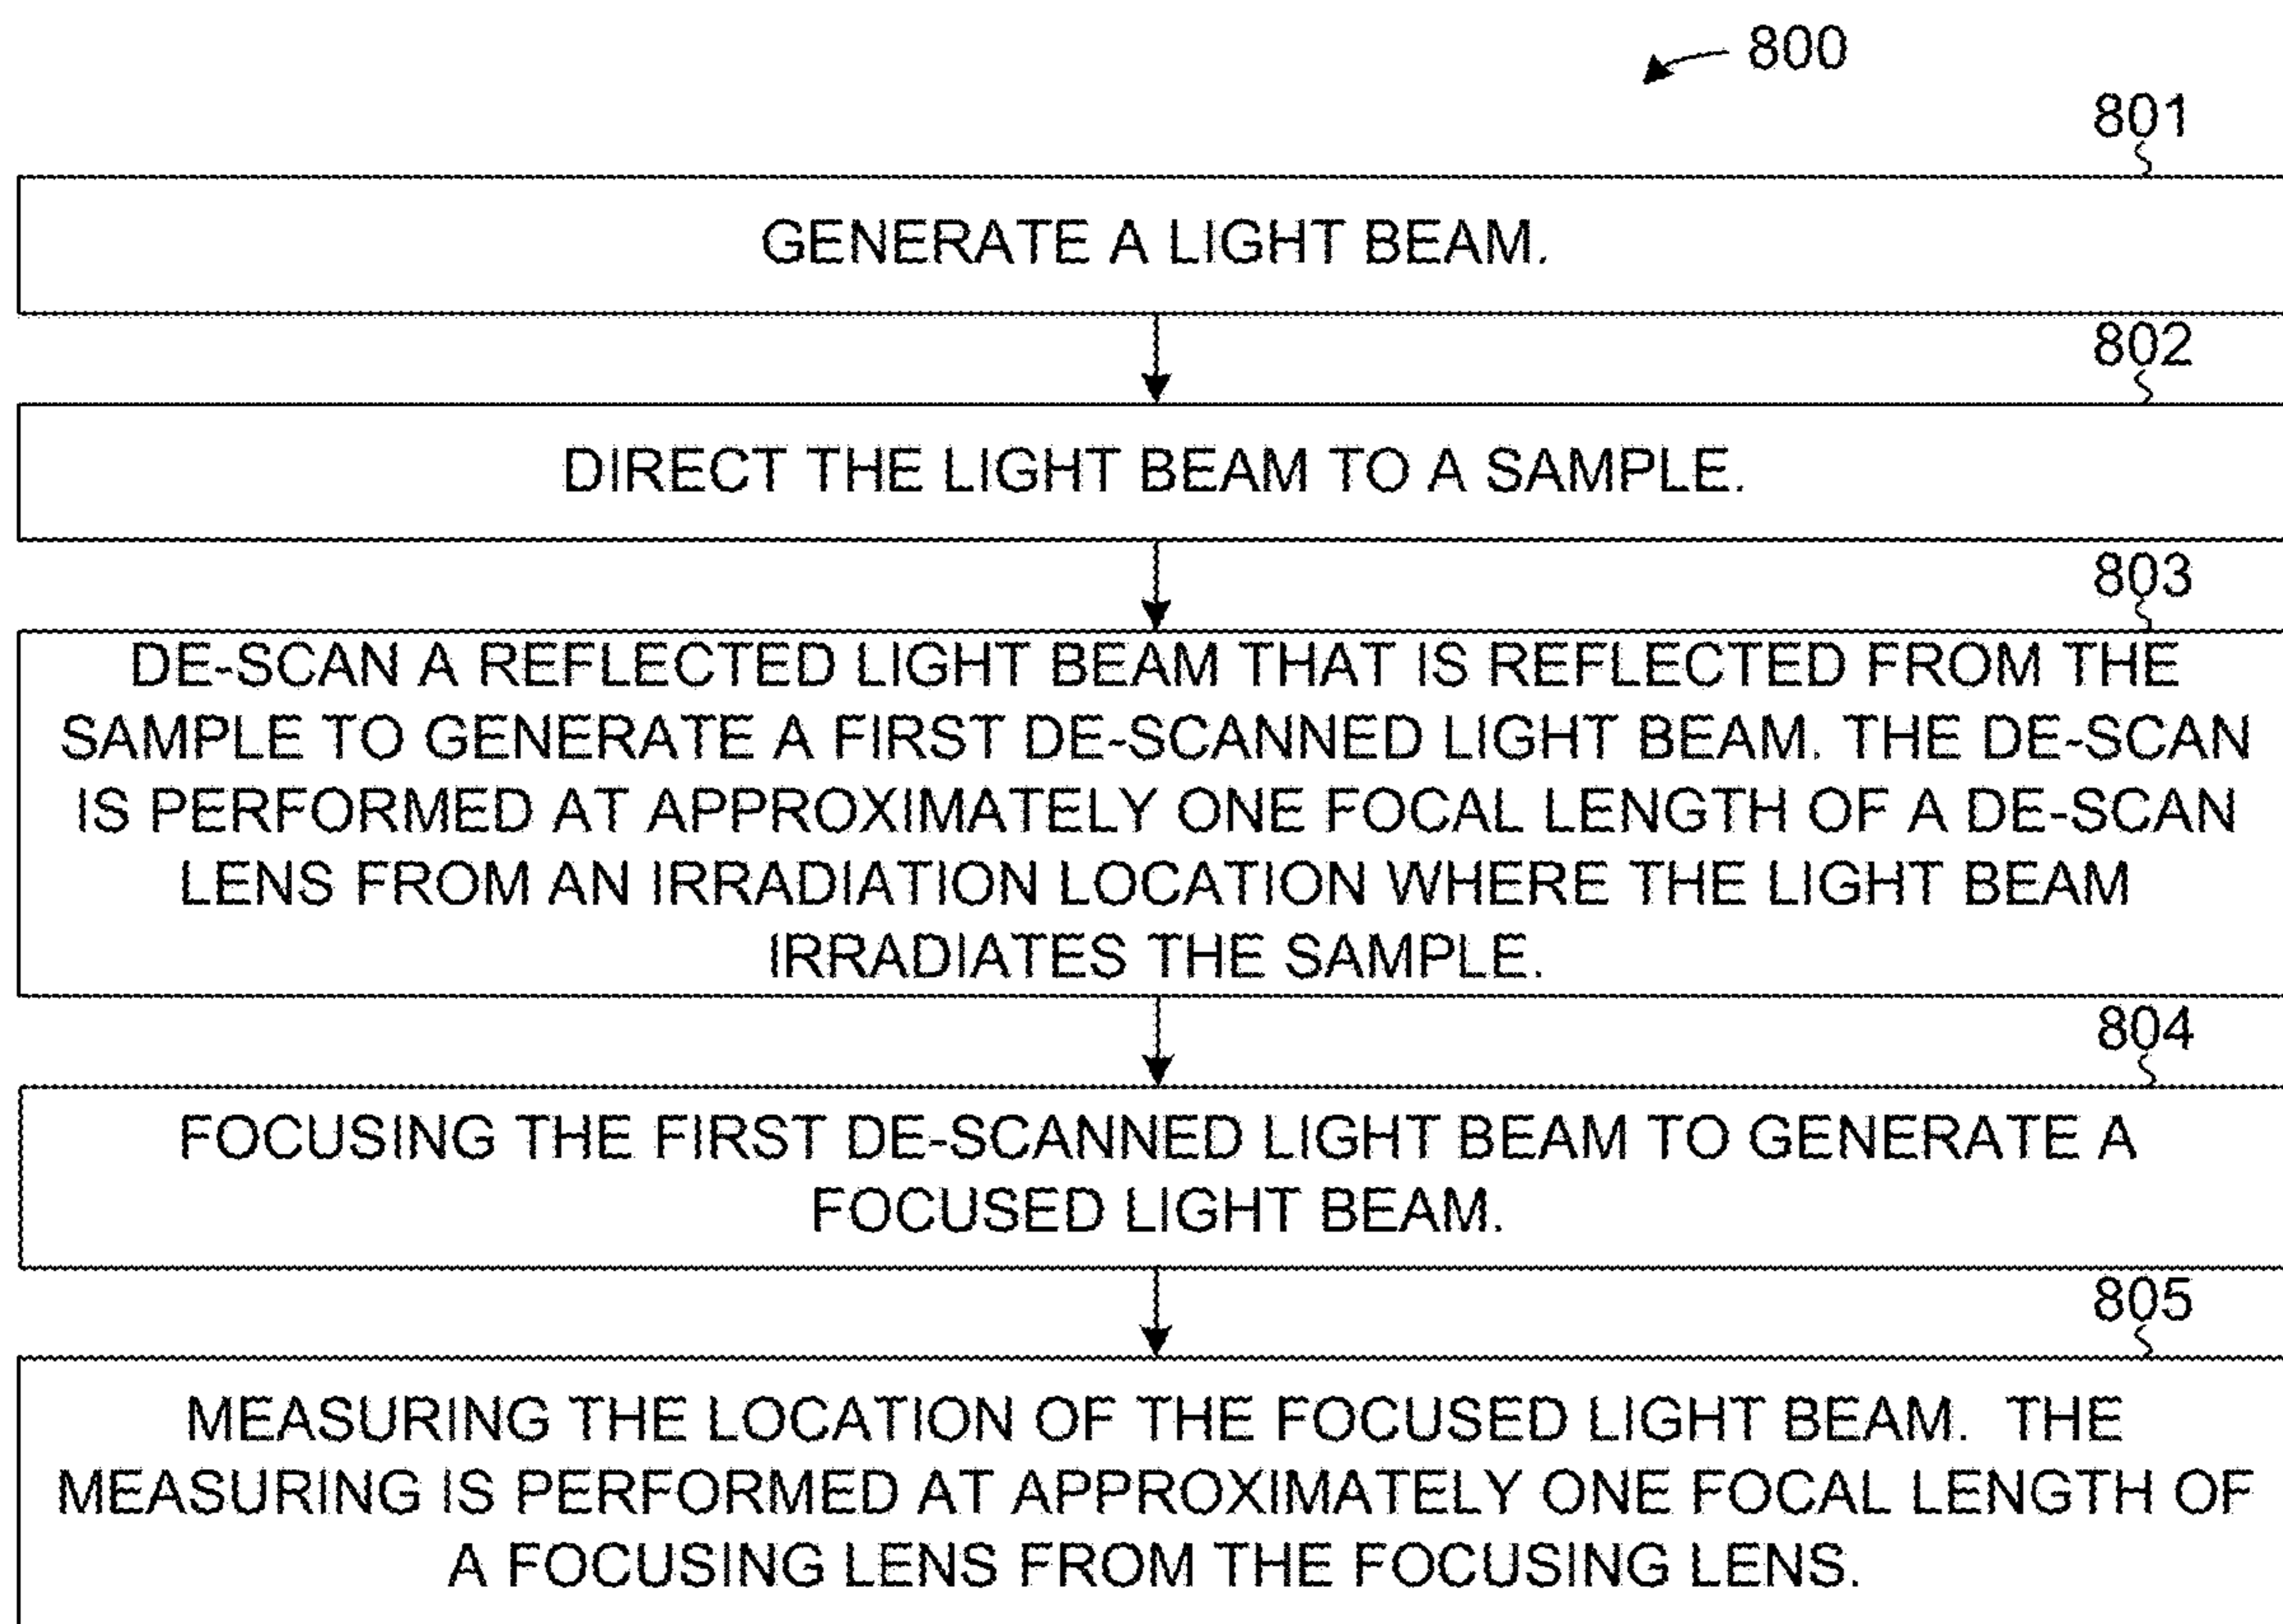 800
801
GENERATE A LIGHT BEAM.
802
DIRECT THE LIGHT BEAM TO A SAMPLE.
803
DE-SCAN A REFLECTED LIGHT BEAM THAT IS REFLECTED FROM THE
SAMPLE TO GENERATE A FIRST DE-SCANNED LIGHT BEAM. THE DE-SCAN
IS PERFORMED AT APPROXIMATELY ONE FOCAL LENGTH OF A DE-SCAN
LENS FROM AN IRRADIATION LOCATION WHERE THE LIGHT BEAM
IRRADIATES THE SAMPLE.
804
FOCUSING THE FIRST DE-SCANNED LIGHT BEAM TO GENERATE A
FOCUSED LIGHT BEAM.
805
MEASURING THE LOCATION OF THE FOCUSED LIGHT BEAM. THE
MEASURING IS PERFORMED AT APPROXIMATELY ONE FOCAL LENGTH OF
A FOCUSING LENS FROM THE FOCUSING LENS.